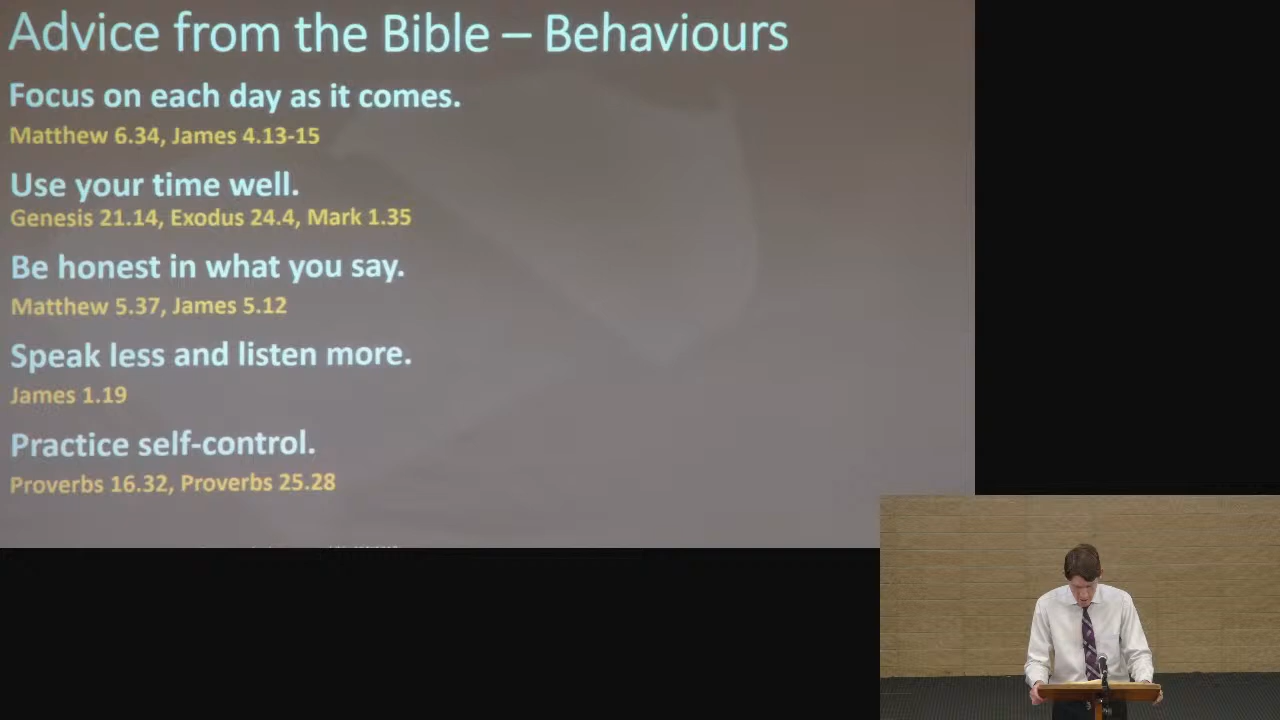 Advice from the Bible – Behaviours
Focus on each day as it comes.
Matthew 6.34, James 4.13-15
Use your time well.
Genesis 21.14, Exodus 24.4, Mark 1.35
Be honest in what you say.
Matthew 5.37, James 5.12
Speak less and listen more.
James 1.19
Practice self-control.
Proverbs 16.32, Proverbs 25.28